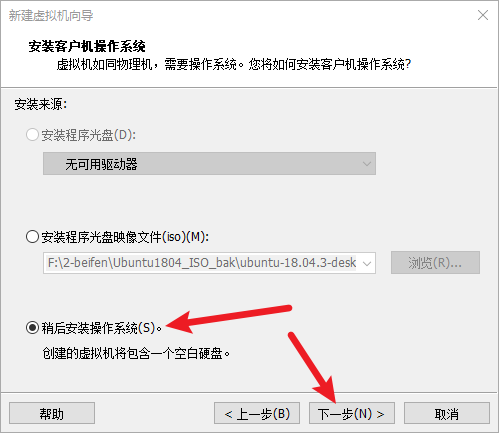 新建虚拟机向导
安装客户机操作系统
虚拟机如同物理机，需要操作系统。您将如何安装客户机操作系统?
安装来源:
安装程序光盘(D):
无可用驱动器
安装程序光盘映像文件(iso)(M):
F:\2-beifen\Ubuntu1804_ISO_bak\ubuntu-18.04.3-desk
浏览(R)...
稍后安装操作系统(S)。
创建的虚拟机将包含一个空白硬盘。
帮助
< 上一步(B)
下一步(N) >
取消